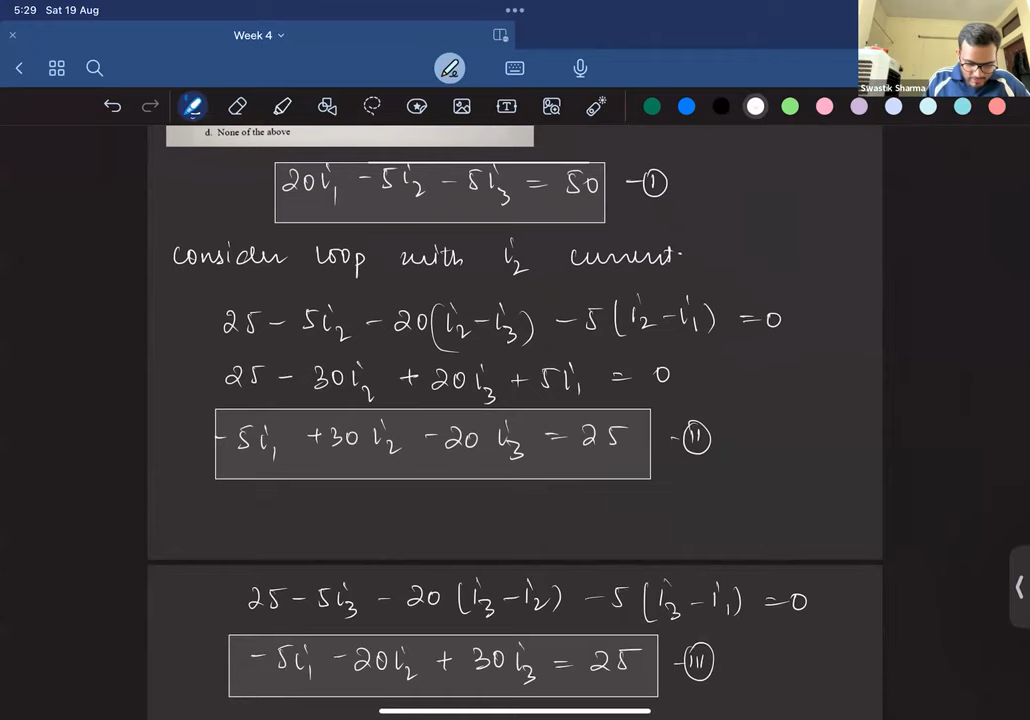 5:29 Sat 19 Aug
Week 4
Swastik Sharma
d. None of the above
20i₁ - 5i₂ - 5i₃ = 50 - ①
consider loop with i₂ current.
25 - 5i₂ - 20(i₂ - i₃) - 5(i₂ - i₁) = 0
25 - 30i₂ + 20i₃ + 5i₁ = 0
- 5i₁ + 30i₂ - 20i₃ = 25 - ⑪
25 - 5i₃ - 20(i₃ - i₂) - 5(i₃ - i₁) = 0
- 5i₁ - 20i₂ + 30i₃ = 25 - (III)